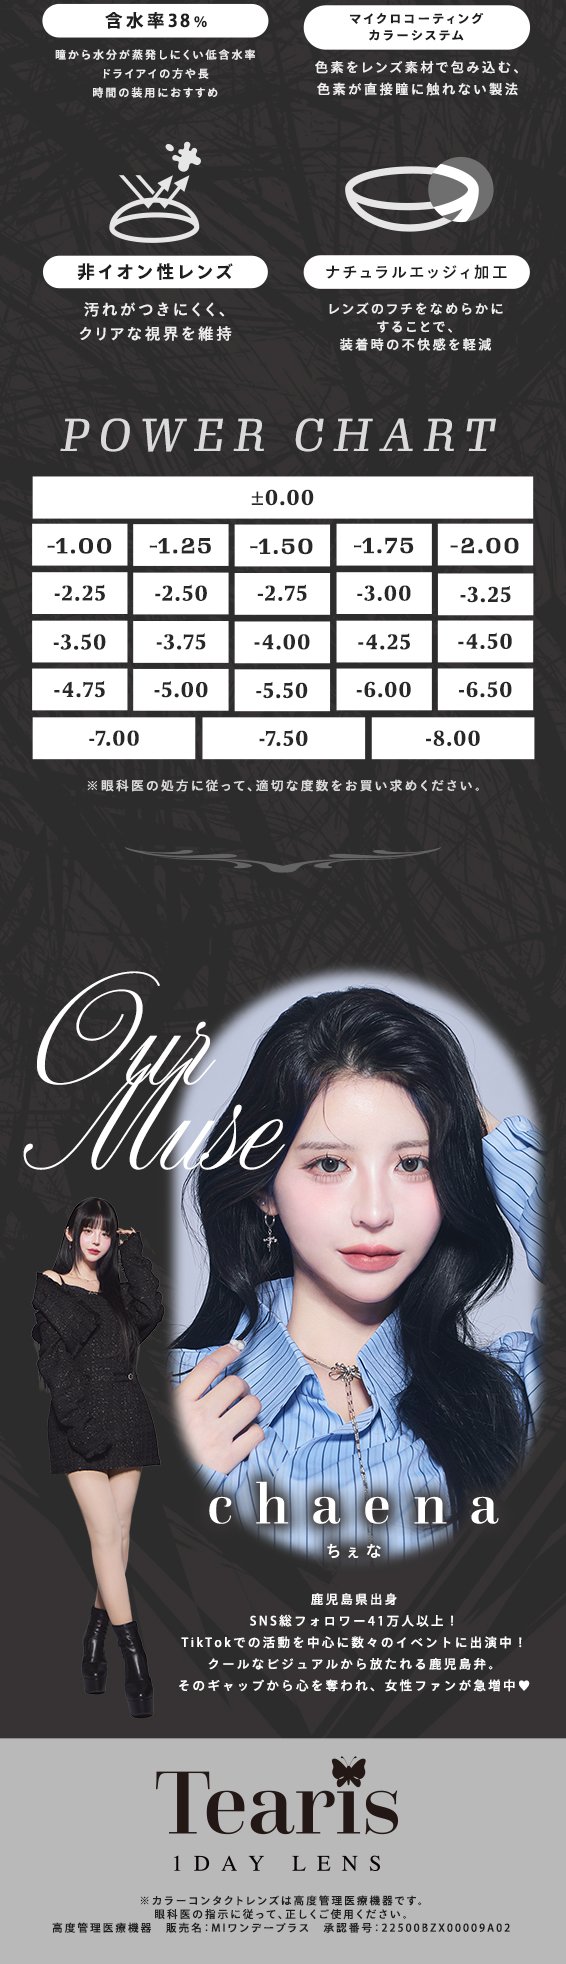 含水率38%
瞳から水分が蒸発しにくい低含水率
ドライアイの方や長
時間の装用におすすめ
マイクロコーティング
カラーシステム
色素をレンズ素材で包み込む、
色素が直接瞳に触れない製法
非イオン性レンズ
汚れがつきにくく、
クリアな視界を維持
ナチュラルエッジィ加工
レンズのフチをなめらかに
することで、
装着時の不快感を軽減
POWER CHART
±0.00
-1.00 -1.25 -1.50 -1.75 -2.00
-2.25 -2.50 -2.75 -3.00 -3.25
-3.50 -3.75 -4.00 -4.25 -4.50
-4.75 -5.00 -5.50 -6.00 -6.50
-7.00 -7.50 -8.00
※眼科医の処方に従って、適切な度数をお買い求めください。
Our
Muse
chaena
ちぇな
鹿児島県出身
SNS総フォロワー41万人以上！
TikTokでの活動を中心に数々のイベントに出演中！
クールなビジュアルから放たれる鹿児島弁。
そのギャップから心を奪われ、女性ファンが急増中♥
Tearis
1DAY LENS
※カラーコンタクトレンズは高度管理医療機器です。
眼科医の指示に従って、正しくご使用ください。
高度管理医療機器　販売名：MIワンデープラス　承認番号：22500BZX00009A02